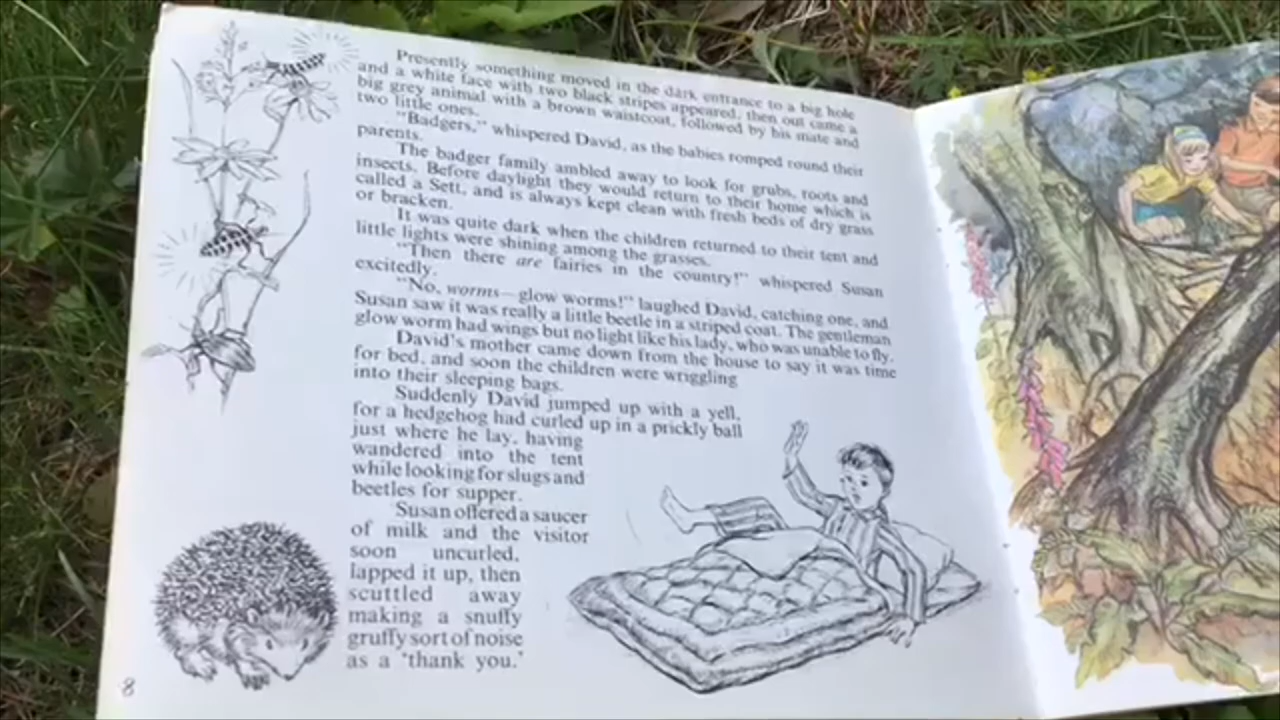 Presently something moved in the dark entrance to a big hole
and a white face with two black stripes appeared, then out came a
big grey animal with a brown waistcoat, followed by his mate and
two little ones.
"Badgers," whispered David, as the babies romped round their
parents.
The badger family ambled away to look for grubs, roots and
insects. Before daylight they would return to their home which is
called a Sett, and is always kept clean with fresh beds of dry grass
or bracken.
It was quite dark when the children returned to their tent and
little lights were shining among the grasses.
"Then there are fairies in the country!" whispered Susan
excitedly.
"No, worms—glow worms!" laughed David, catching one, and
Susan saw it was really a little beetle in a striped coat. The gentleman
glow worm had wings but no light like his lady, who was unable to fly.
David's mother came down from the house to say it was time
for bed, and soon the children were wriggling
into their sleeping bags.
Suddenly David jumped up with a yell,
for a hedgehog had curled up in a prickly ball
just where he lay, having
wandered into the tent
while looking for slugs and
beetles for supper.
Susan offered a saucer
of milk and the visitor
soon uncurled,
lapped it up, then
scuttled away
making a snuffy
gruffy sort of noise
as a 'thank you.'
8